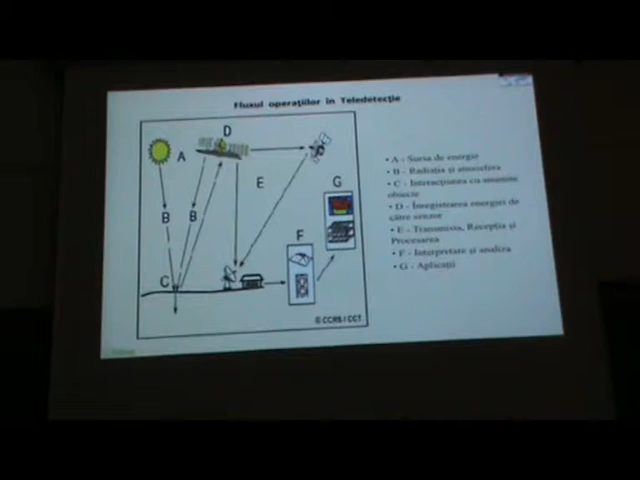 Fluxul operațiilor în Teledetecție
D
A
E
B
B
C
G
F
© CCRS / CCT
• A - Sursa de energie
• B - Radiația și atmosfera
• C - Interacțiunea cu anumite
obiecte
• D - Înregistrarea energiei de
către senzor
• E - Transmisia, Recepția și
Procesarea
• F - Interpretare și analiza
• G - Aplicații